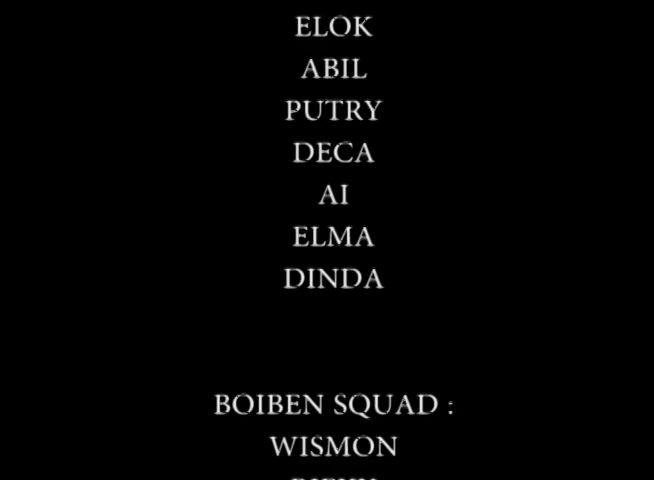 ELOK
ABIL
PUTRY
DECA
AI
ELMA
DINDA
BOIBEN SQUAD :
WISMON